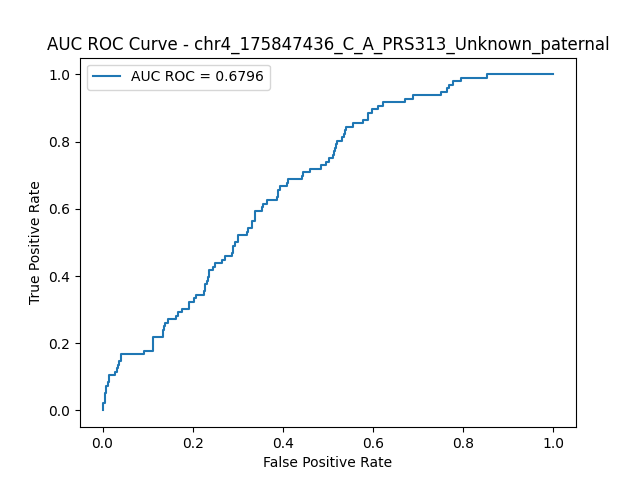 AUC ROC Curve - chr4_175847436_C_A_PRS313_Unknown_paternal
AUC ROC = 0.6796
1.0
0.8
0.6
0.4
0.2
0.0
True Positive Rate
0.0 0.2 0.4 0.6 0.8 1.0
False Positive Rate